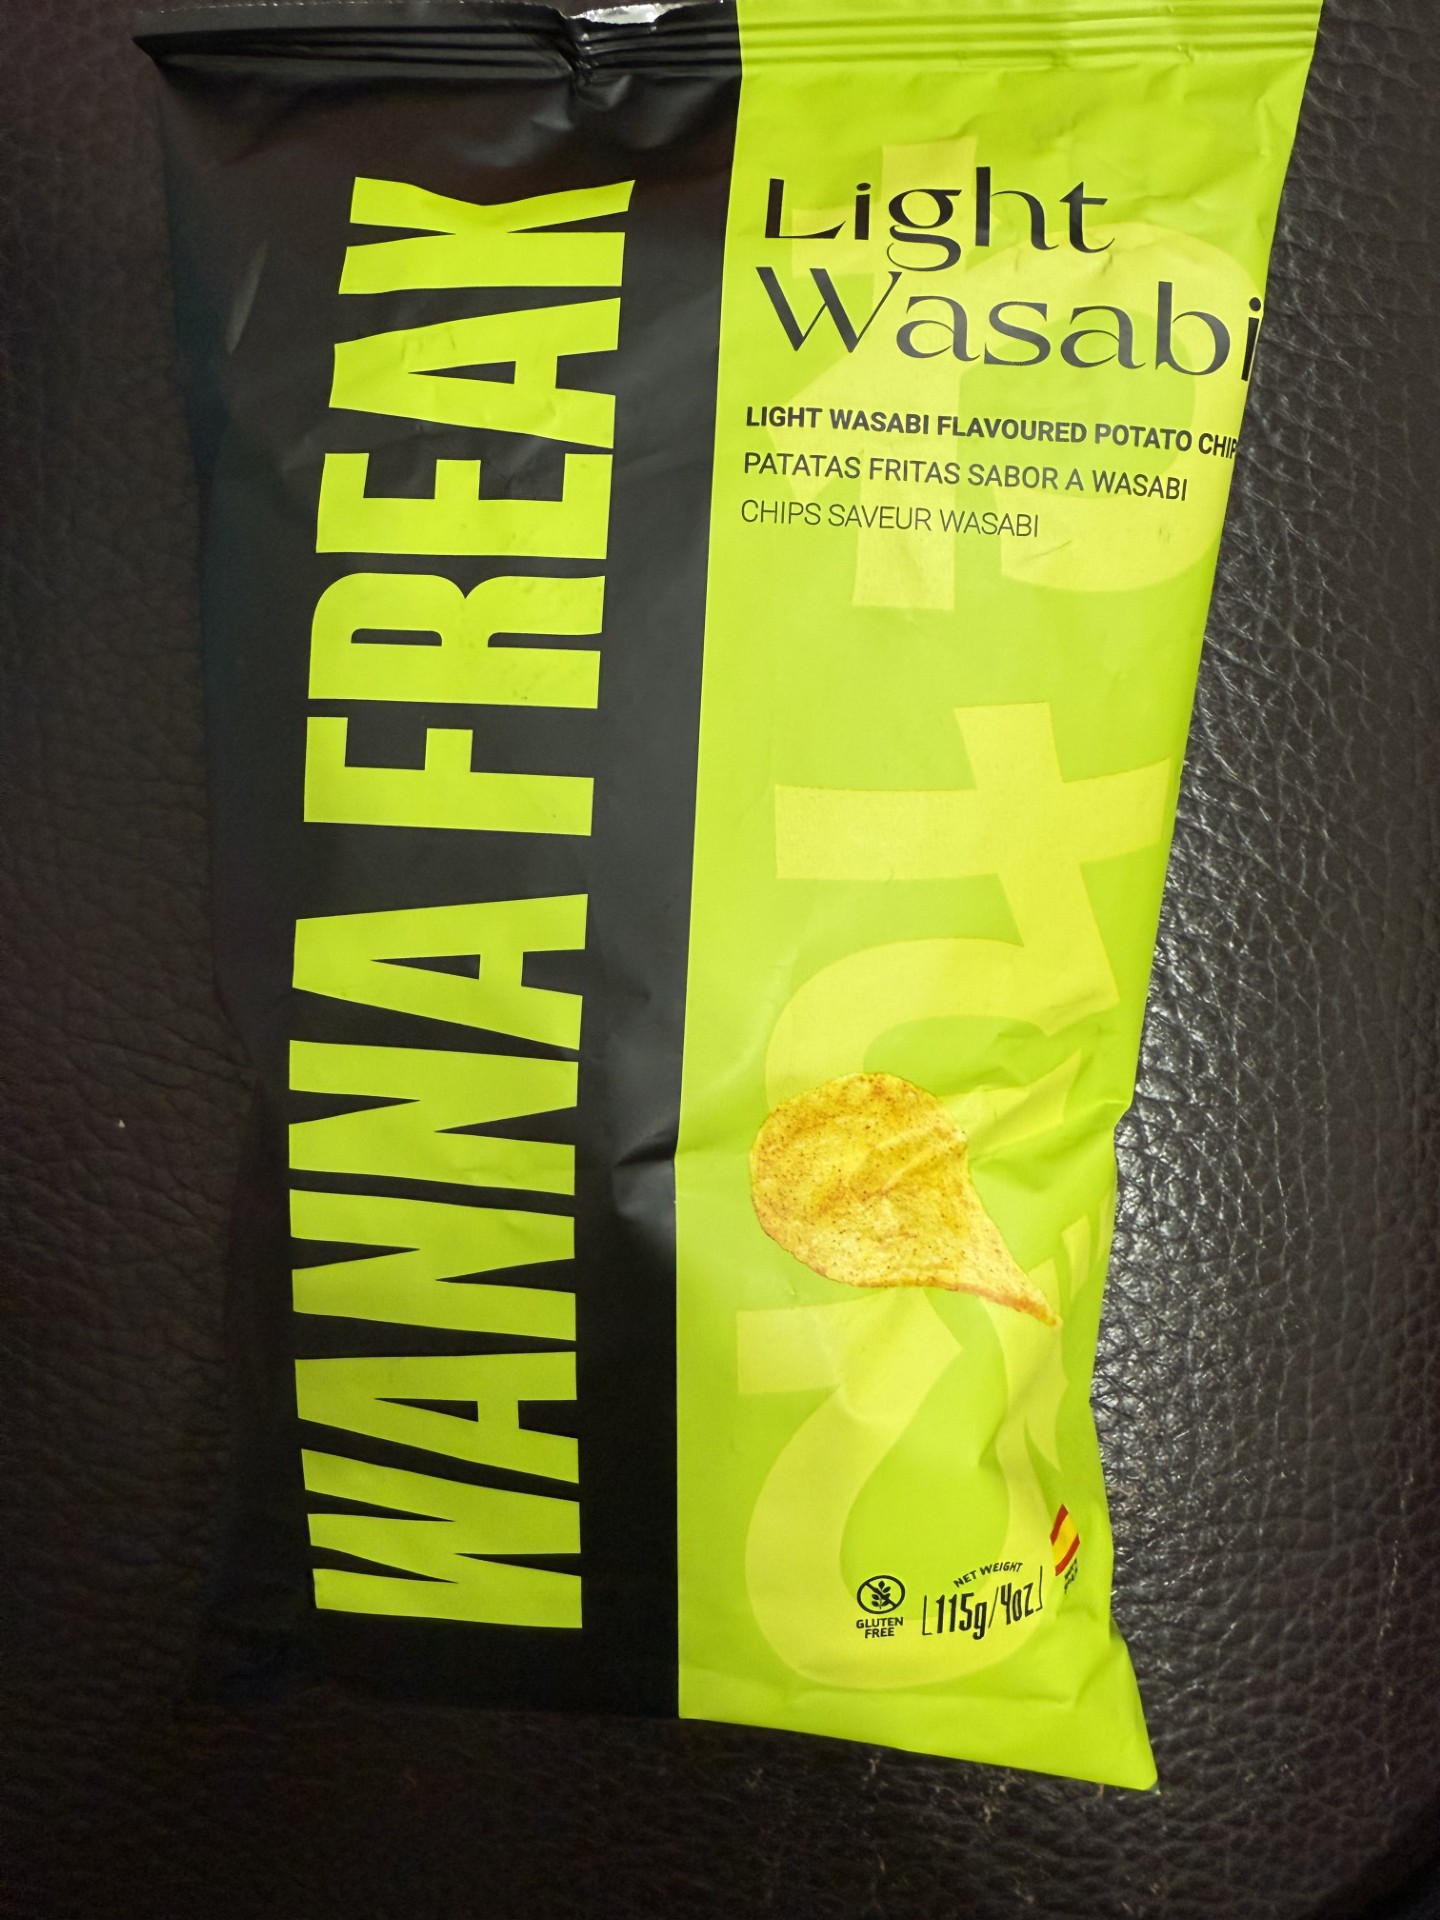 WANNA FREAK
Light
Wasabi
LIGHT WASABI FLAVOURED POTATO CHIP
PATATAS FRITAS SABOR A WASABI
CHIPS SAVEUR WASABI
GLUTEN
FREE
NET WEIGHT
115g/4oz